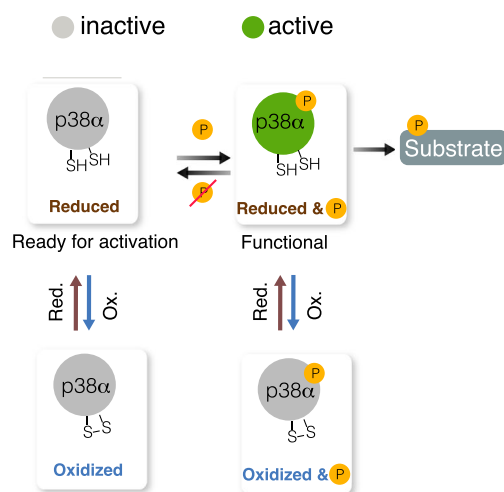 inactive
active
p38α
SH
SH
Reduced
Ready for activation
P
P
P
p38α
SH
SH
Reduced & P
Functional
P
Substrate
Red.
Ox.
Red.
Ox.
p38α
S-S
Oxidized
P
p38α
S-S
Oxidized & P